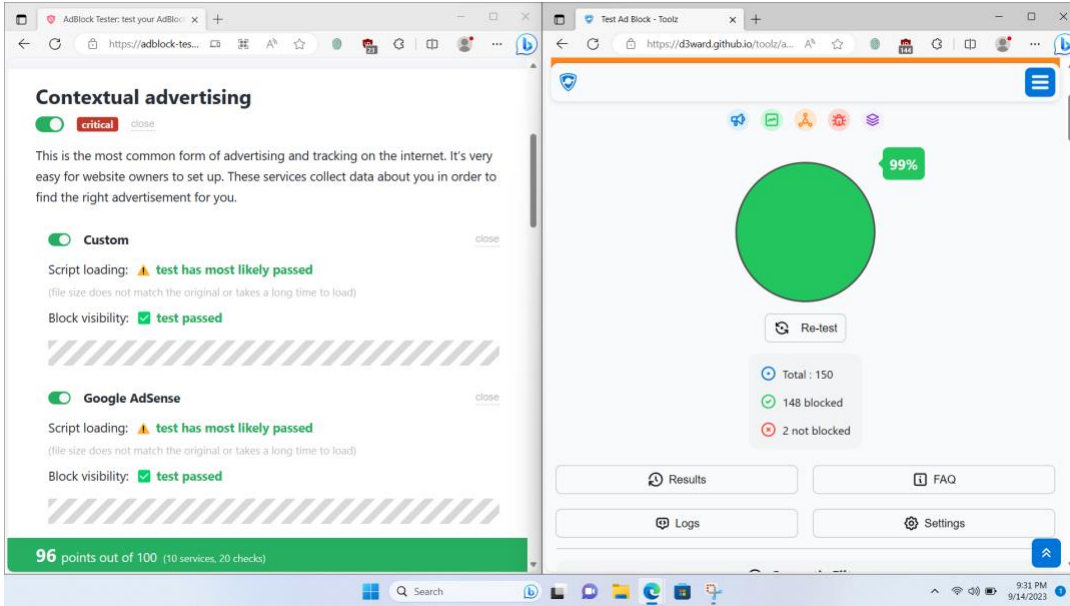 AdBlock Tester: test your AdBlo
https://adblock-tes...
23
Contextual advertising
critical
close
This is the most common form of advertising and tracking on the internet. It's very
easy for website owners to set up. These services collect data about you in order to
find the right advertisement for you.
Custom
close
Script loading: test has most likely passed
(file size does not match the original or takes a long time to load)
Block visibility: test passed
Google AdSense
close
Script loading: test has most likely passed
(file size does not match the original or takes a long time to load)
Block visibility: test passed
96 points out of 100 (10 services, 20 checks)
Test Ad Block - Toolz
https://d3ward.github.io/toolz/a...
144
99%
Re-test
Total : 150
148 blocked
2 not blocked
Results
FAQ
Logs
Settings
Search
9:31 PM
9/14/2023